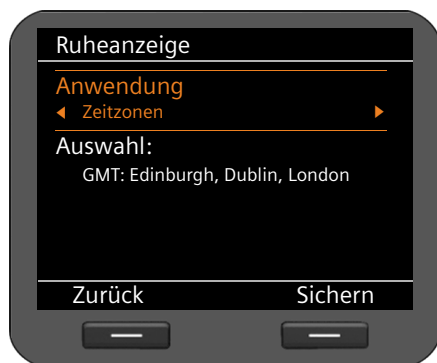 Ruheanzeige
Anwendung
Zeitzonen
Auswahl:
GMT: Edinburgh, Dublin, London
Zurück Sichern